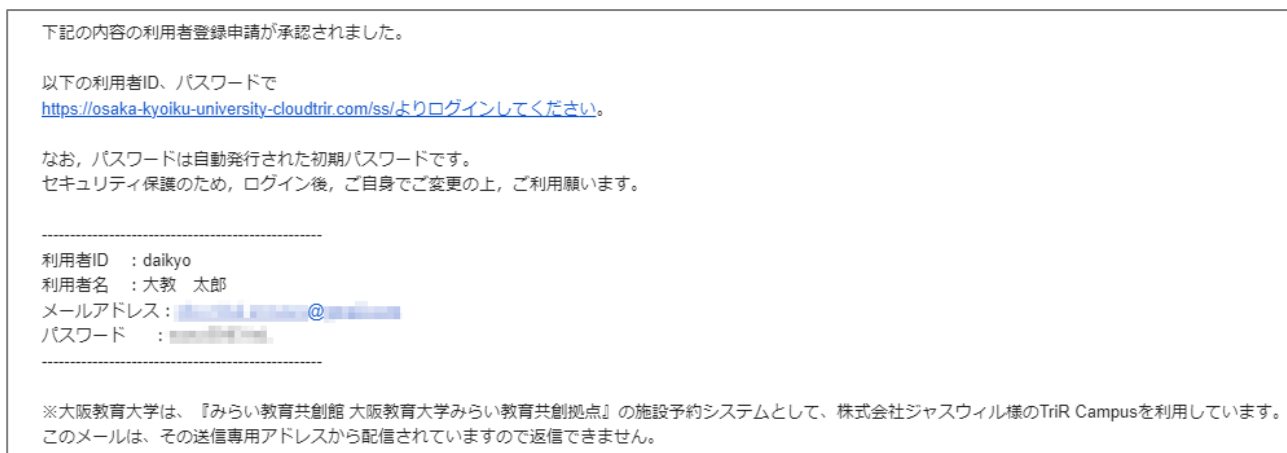 下記の内容の利用者登録申請が承認されました。
以下の利用者ID、パスワードで
https://osaka-kyoiku-university-cloudtrir.com/ss/よりログインしてください。
なお，パスワードは自動発行された初期パスワードです。
セキュリティ保護のため，ログイン後，ご自身でご変更の上，ご利用願います。
--------------------------------------------------
利用者ID　：daikyo
利用者名　：大教　太郎
メールアドレス：@
パスワード　　：
--------------------------------------------------
※大阪教育大学は、『みらい教育共創館 大阪教育大学みらい教育共創拠点』の施設予約システムとして、株式会社ジャスウィル様のTriR Campusを利用しています。
このメールは、その送信専用アドレスから配信されていますので返信できません。